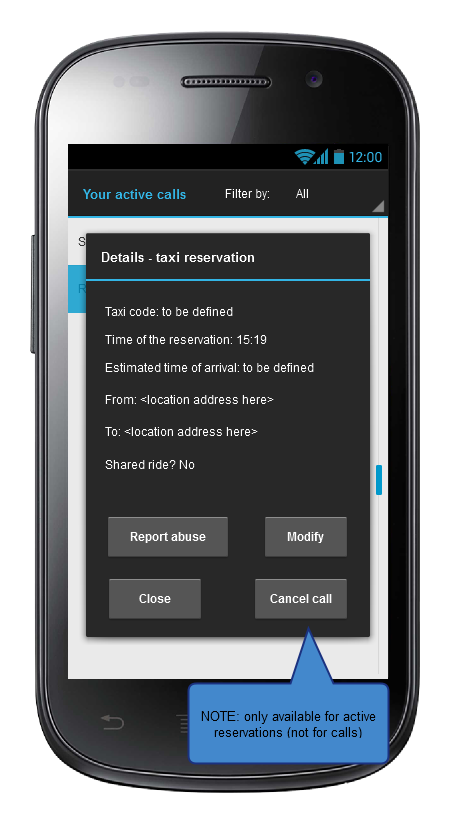 12:00
Your active calls Filter by: All
S
Details - taxi reservation
R
Taxi code: to be defined
Time of the reservation: 15:19
Estimated time of arrival: to be defined
From: <location address here>
To: <location address here>
Shared ride? No
Report abuse Modify
Close Cancel call
NOTE: only available for active
reservations (not for calls)